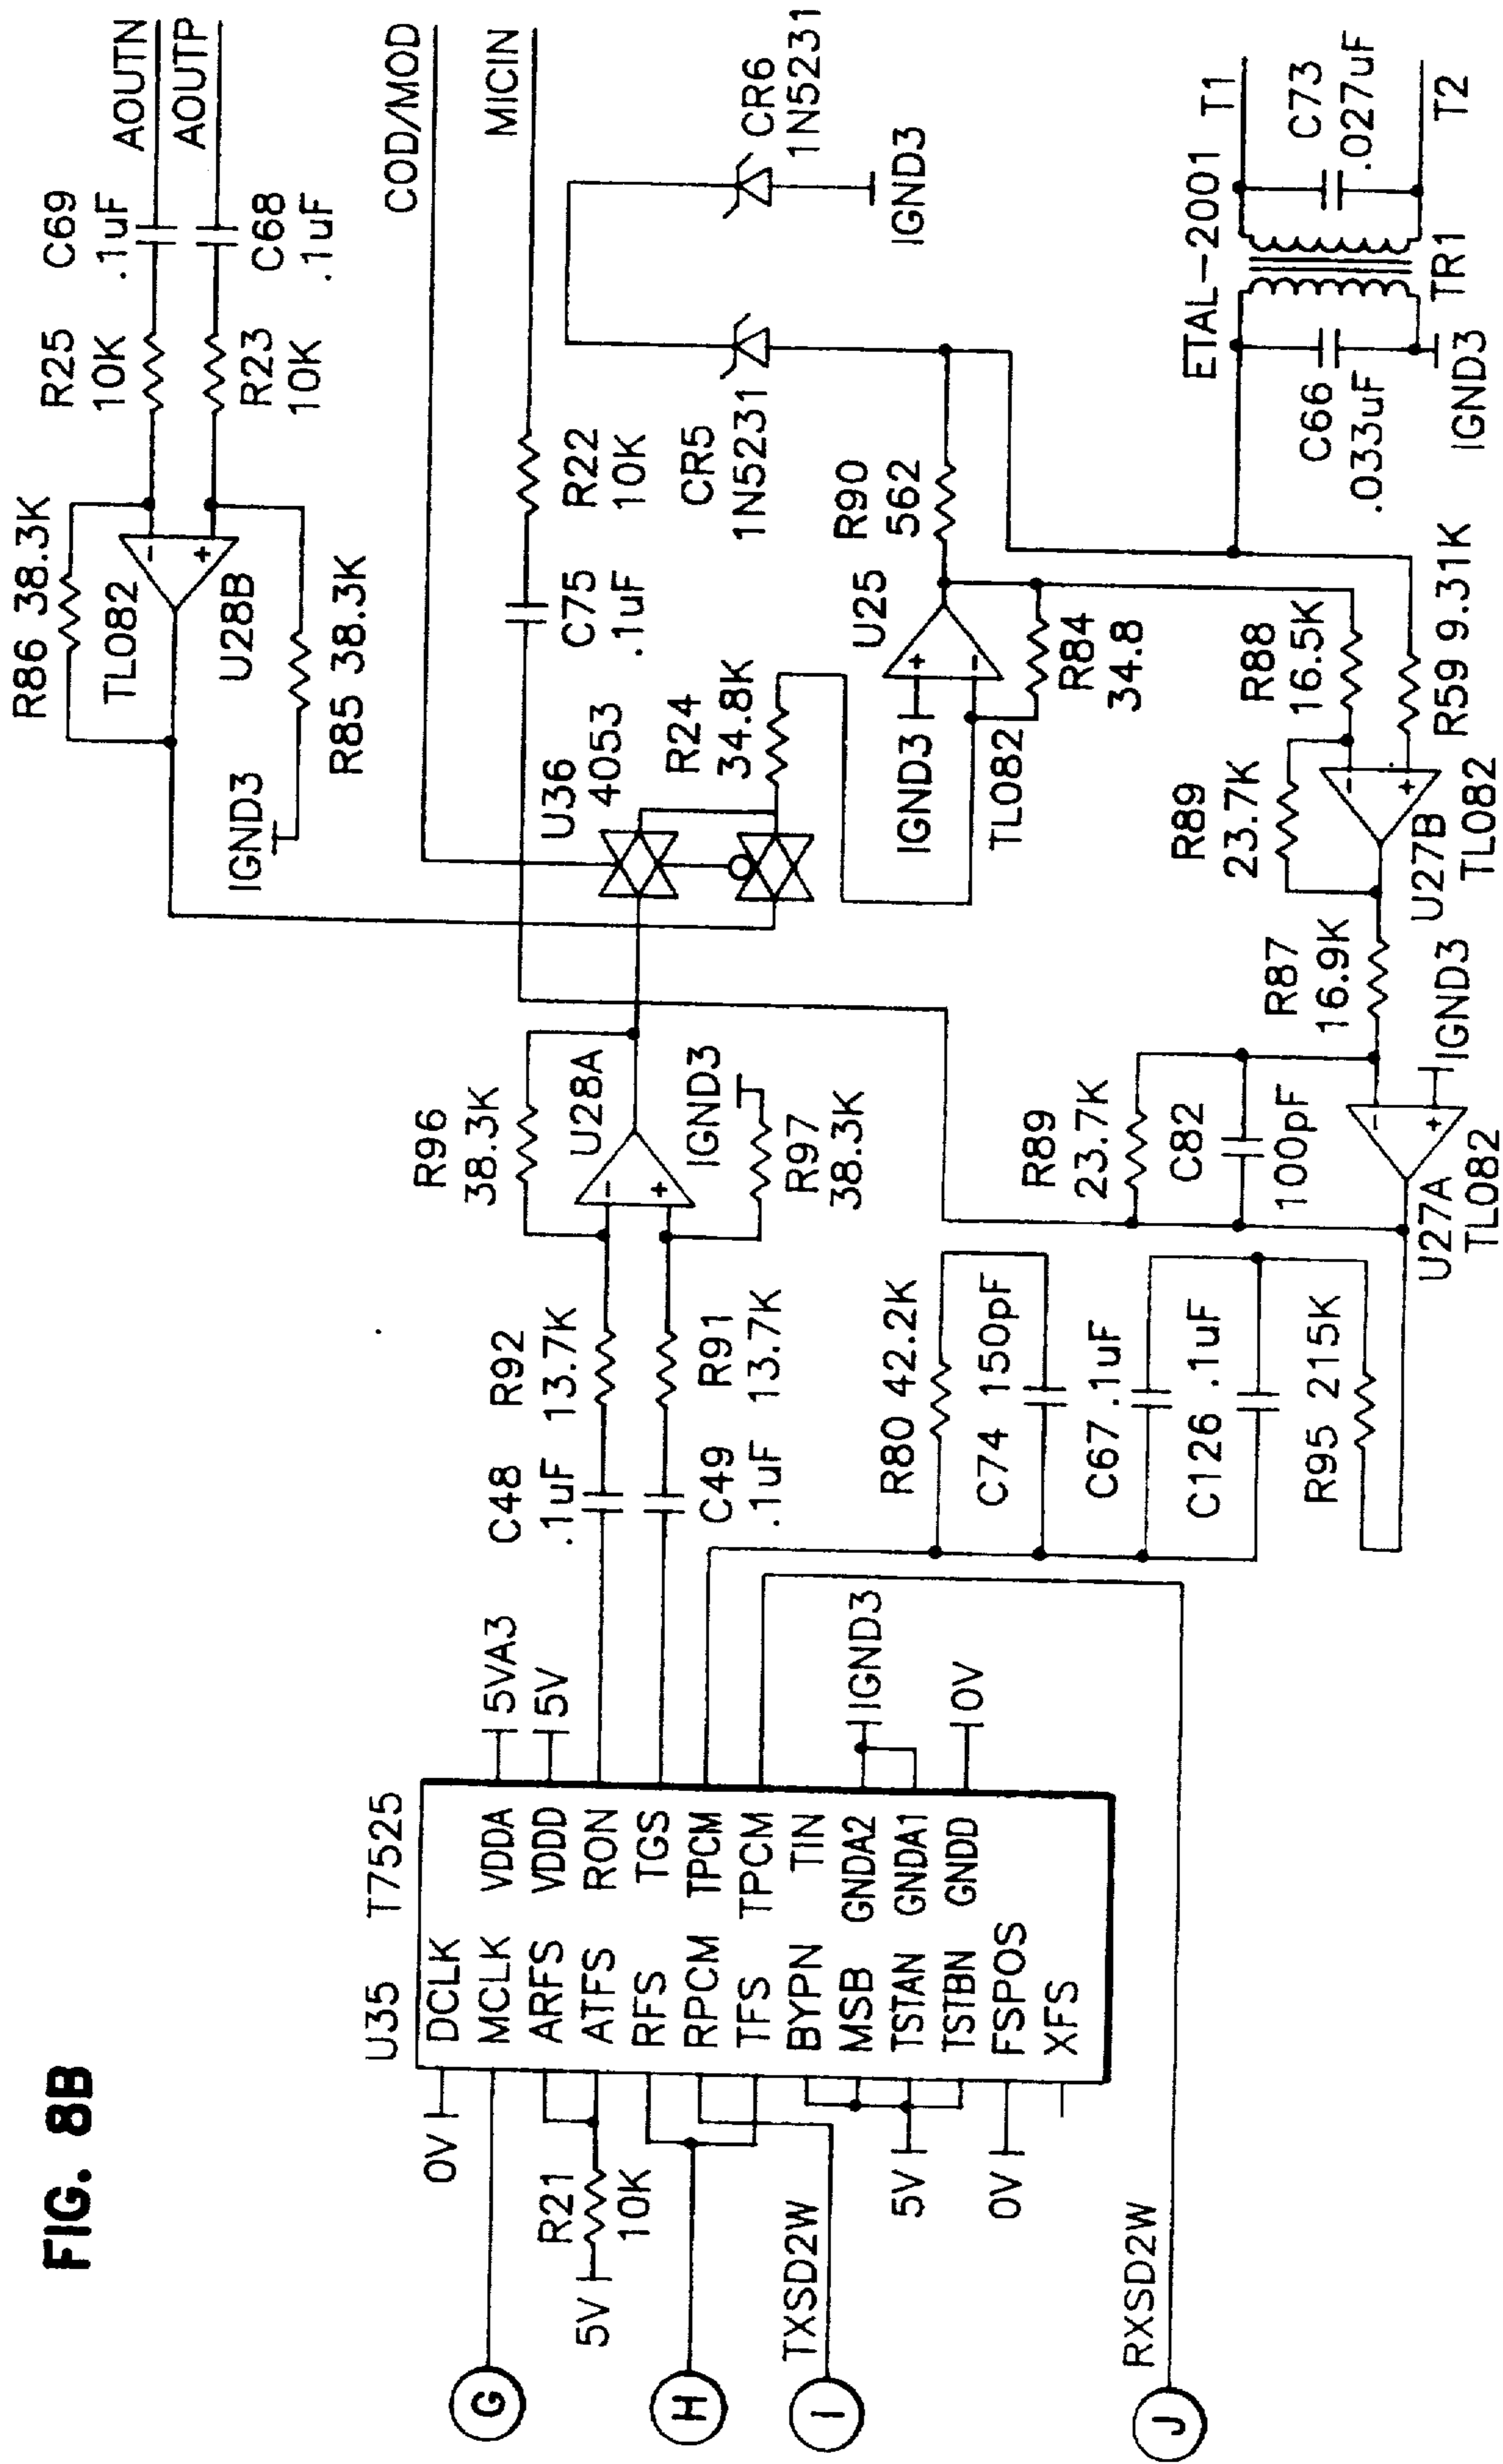 FIG. 8B
G
H
I
J
0V
R21
10K
5V
TXSD2W
5V
0V
RXSD2W
U35
T7525
DCLK
MCLK
ARFS
ATFS
RFS
RPCM
TFS
BYPN
MSB
TSTAN
TSTBN
FSPOS
XFS
VDDA
VDDD
RON
TGS
TPCM
TPCM
TIN
GNDA2
GNDA1
GNDD
5VA3
5V
IGND3
0V
C48
.1uF
R92
13.7K
C49
.1uF
R91
13.7K
R96
38.3K
U28A
IGND3
R97
38.3K
R80 42.2K
C74 150pF
C67 .1uF
C126 .1uF
R95 215K
R89
23.7K
C82
100pF
U27A
TL082
IGND3
R87
16.9K
R89
23.7K
U27B
TL082
R88
16.5K
R59 9.31K
R86 38.3K
TL082
U28B
R85 38.3K
IGND3
R25
10K
C69
.1uF
AOUTN
AOUTP
R23
10K
C68
.1uF
COD/MOD
MICIN
U36
4053
C75
.1uF
R22
10K
R24
34.8K
CR5
1N5231
CR6
1N5231
IGND3
IGND3
TL082
U25
R84
34.8
R90
562
ETAL-2001
T1
C66
.033uF
IGND3
TR1
C73
.027uF
T2